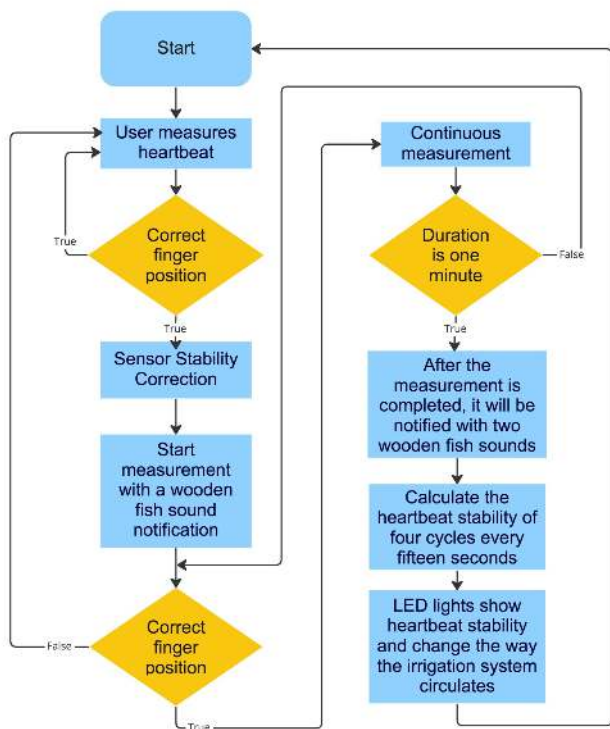 Start
User measures
heartbeat
True
Correct
finger
position
True
Sensor Stability
Correction
Start
measurement
with a wooden
fish sound
notification
False
Correct
finger
position
True
Continuous
measurement
Duration
is one
minute
False
True
After the
measurement is
completed, it will be
notified with two
wooden fish sounds
Calculate the
heartbeat stability of
four cycles every
fifteen seconds
LED lights show
heartbeat stability
and change the way
the irrigation system
circulates